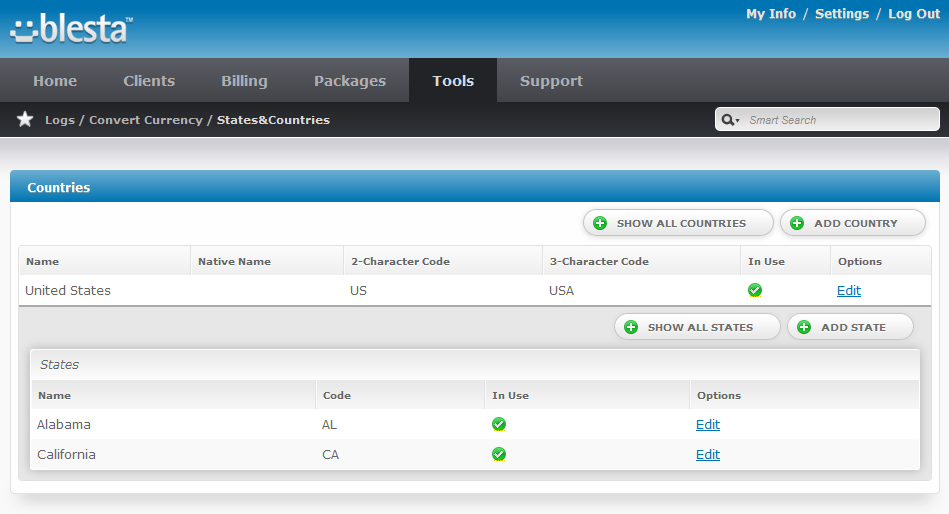 blesta™
My Info / Settings / Log Out
Home Clients Billing Packages Tools Support
Logs / Convert Currency / States&Countries
Smart Search
Countries
SHOW ALL COUNTRIES ADD COUNTRY
Name Native Name 2-Character Code 3-Character Code In Use Options
United States US USA Edit
SHOW ALL STATES ADD STATE
States
Name Code In Use Options
Alabama AL Edit
California CA Edit